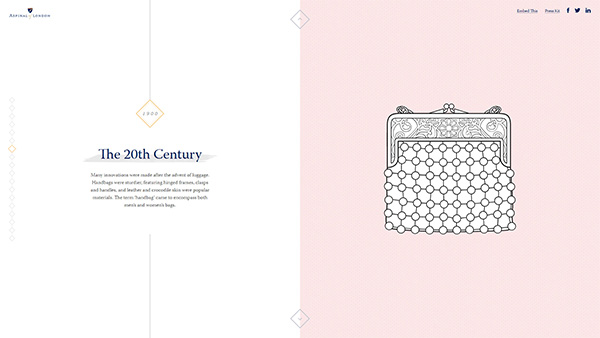 ASPINAL of LONDON
Embed This
Press Kit
1900
The 20th Century
Many innovations were made after the advent of luggage.
Handbags were sturdier, featuring forged frames, clasps
and handles, and leather and crocodile skin were popular
materials. The term 'handbag' came to encompass both
men's and women's bags.